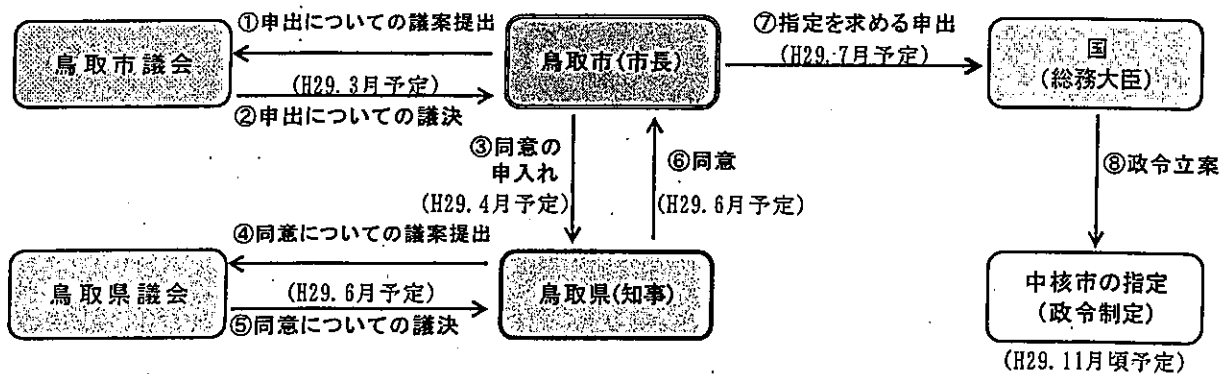 ①申出についての議案提出
鳥取市議会
(H29.3月予定)
②申出についての議決
鳥取市(市長)
⑦指定を求める申出
(H29.7月予定)
国
(総務大臣)
③同意の
申入れ
(H29.4月予定)
⑥同意
(H29.6月予定)
⑧政令立案
④同意についての議案提出
鳥取県議会
(H29.6月予定)
⑤同意についての議決
鳥取県(知事)
中核市の指定
(政令制定)
(H29.11月頃予定)